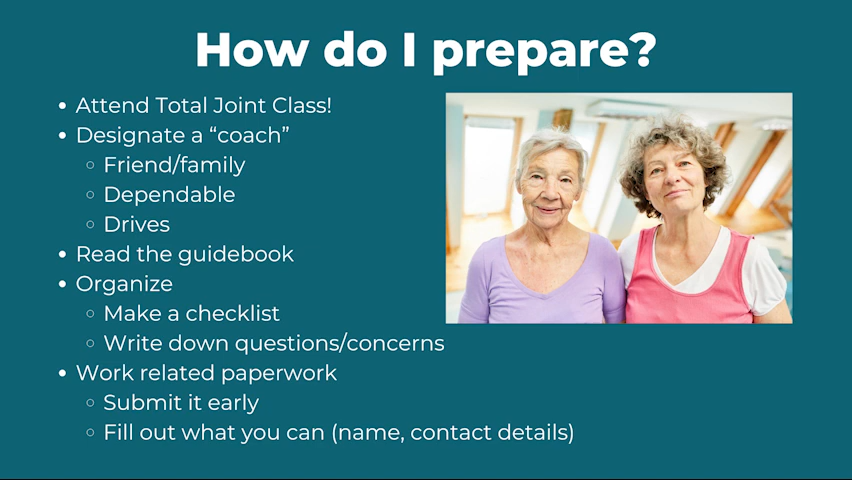 How do I prepare?
• Attend Total Joint Class!
• Designate a “coach”
◦ Friend/family
◦ Dependable
◦ Drives
• Read the guidebook
• Organize
◦ Make a checklist
◦ Write down questions/concerns
• Work related paperwork
◦ Submit it early
◦ Fill out what you can (name, contact details)